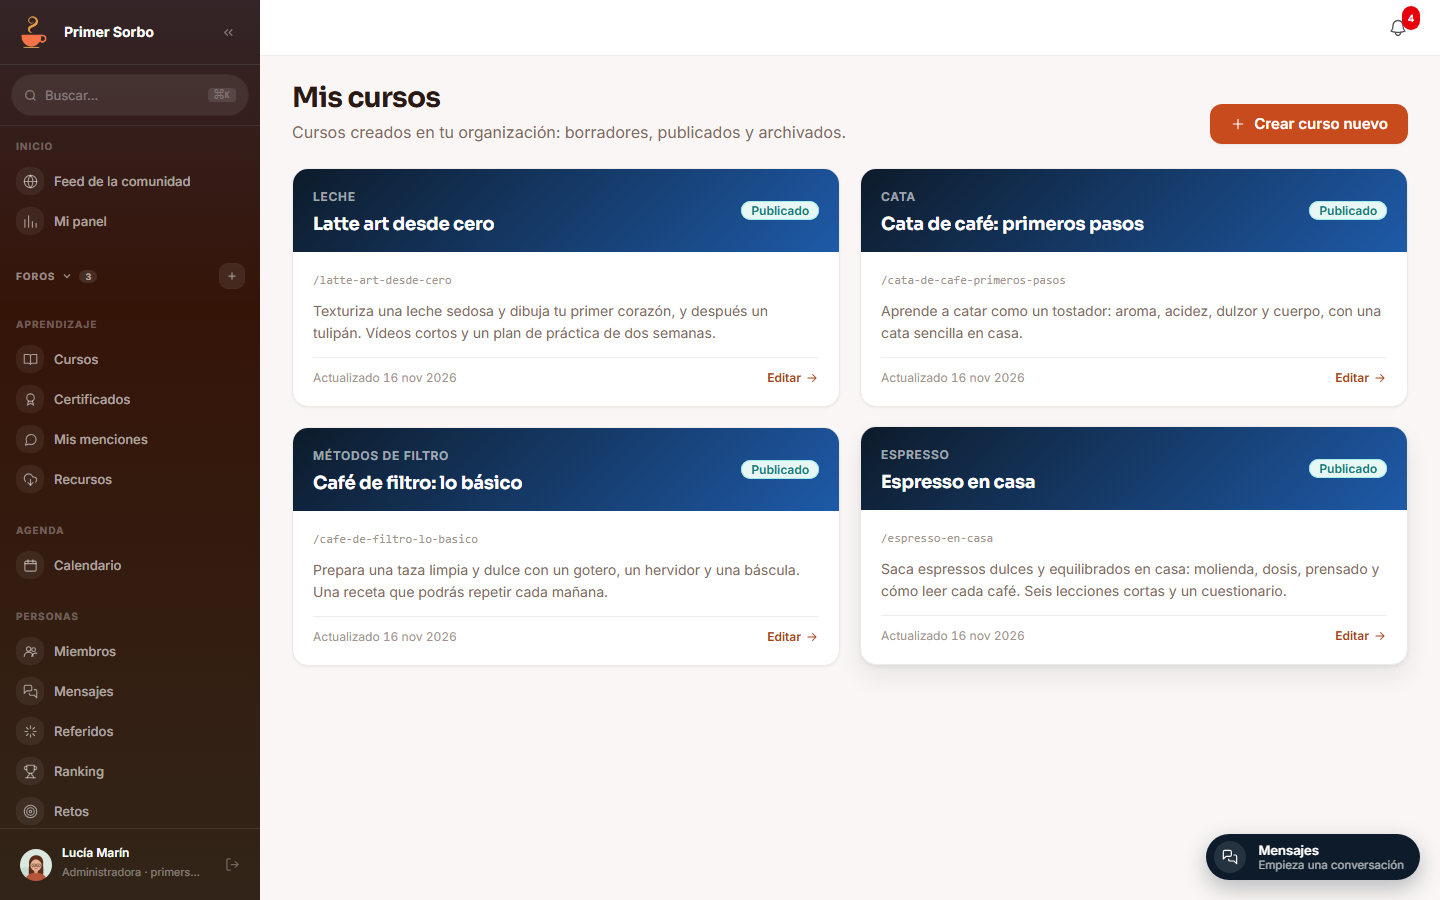 Primer Sorbo
Buscar...
⌘K
INICIO
Feed de la comunidad
Mi panel
FOROS 3
APRENDIZAJE
Cursos
Certificados
Mis menciones
Recursos
AGENDA
Calendario
PERSONAS
Miembros
Mensajes
Referidos
Ranking
Retos
Lucía Marín
Administradora · primers...
4
Mis cursos
Cursos creados en tu organización: borradores, publicados y archivados.
Crear curso nuevo
LECHE
Latte art desde cero
Publicado
/latte-art-desde-cero
Texturiza una leche sedosa y dibuja tu primer corazón, y después un
tulipán. Vídeos cortos y un plan de práctica de dos semanas.
Actualizado 16 nov 2026
Editar →
CATA
Cata de café: primeros pasos
Publicado
/cata-de-cafe-primeros-pasos
Aprende a catar como un tostador: aroma, acidez, dulzor y cuerpo, con una
cata sencilla en casa.
Actualizado 16 nov 2026
Editar →
MÉTODOS DE FILTRO
Café de filtro: lo básico
Publicado
/cafe-de-filtro-lo-basico
Prepara una taza limpia y dulce con un gotero, un hervidor y una báscula.
Una receta que podrás repetir cada mañana.
Actualizado 16 nov 2026
Editar →
ESPRESSO
Espresso en casa
Publicado
/espresso-en-casa
Saca espressos dulces y equilibrados en casa: molienda, dosis, prensado y
cómo leer cada café. Seis lecciones cortas y un cuestionario.
Actualizado 16 nov 2026
Editar →
Mensajes
Empieza una conversación